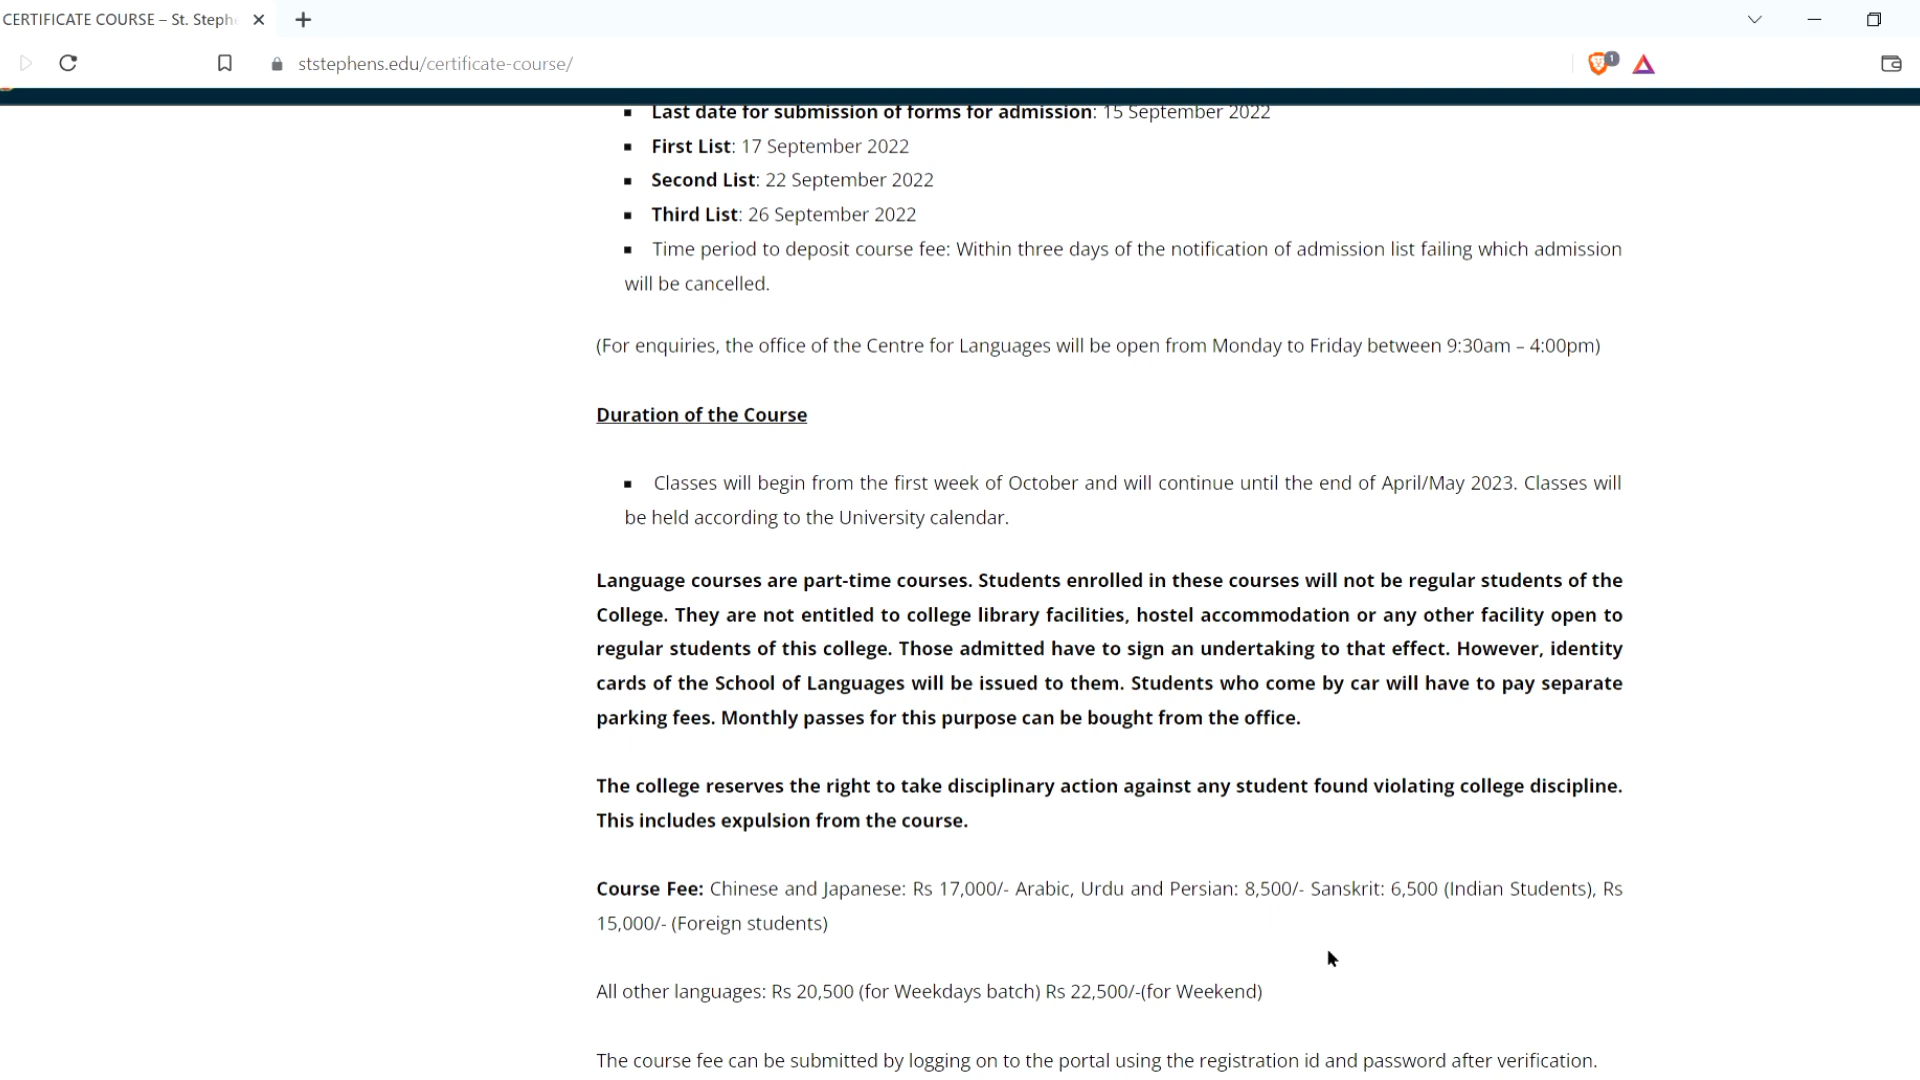 CERTIFICATE COURSE – St. Steph
ststephens.edu/certificate-course/
1
▪ Last date for submission of forms for admission: 15 September 2022
▪ First List: 17 September 2022
▪ Second List: 22 September 2022
▪ Third List: 26 September 2022
▪ Time period to deposit course fee: Within three days of the notification of admission list failing which admission
will be cancelled.
(For enquiries, the office of the Centre for Languages will be open from Monday to Friday between 9:30am – 4:00pm)
Duration of the Course
▪ Classes will begin from the first week of October and will continue until the end of April/May 2023. Classes will
be held according to the University calendar.
Language courses are part-time courses. Students enrolled in these courses will not be regular students of the
College. They are not entitled to college library facilities, hostel accommodation or any other facility open to
regular students of this college. Those admitted have to sign an undertaking to that effect. However, identity
cards of the School of Languages will be issued to them. Students who come by car will have to pay separate
parking fees. Monthly passes for this purpose can be bought from the office.
The college reserves the right to take disciplinary action against any student found violating college discipline.
This includes expulsion from the course.
Course Fee: Chinese and Japanese: Rs 17,000/- Arabic, Urdu and Persian: 8,500/- Sanskrit: 6,500 (Indian Students), Rs
15,000/- (Foreign students)
All other languages: Rs 20,500 (for Weekdays batch) Rs 22,500/-(for Weekend)
The course fee can be submitted by logging on to the portal using the registration id and password after verification.